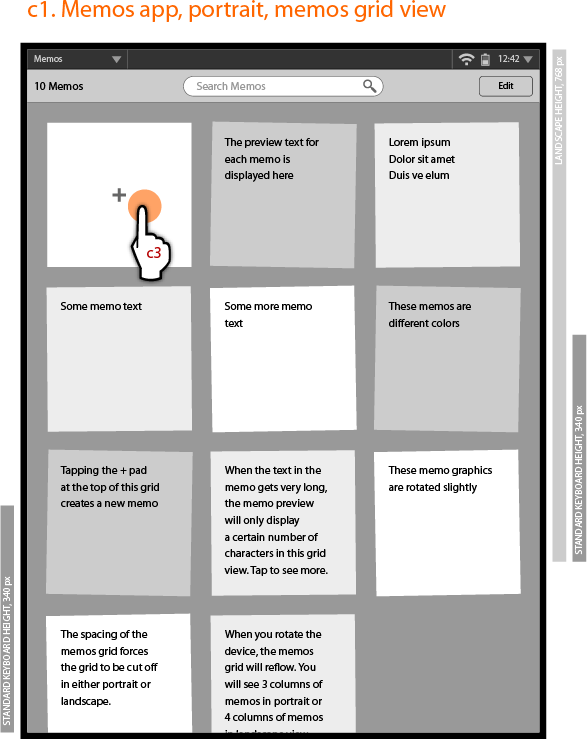 c1. Memos app, portrait, memos grid view
Memos
12:42
10 Memos
Search Memos
Edit
+
c3
The preview text for
each memo is
displayed here
Lorem ipsum
Dolor sit amet
Duis ve elum
Some memo text
Some more memo
text
These memos are
different colors
Tapping the + pad
at the top of this grid
creates a new memo
When the text in the
memo gets very long,
the memo preview
will only display
a certain number of
characters in this grid
view. Tap to see more.
These memo graphics
are rotated slightly
The spacing of the
memos grid forces
the grid to be cut off
in either portrait or
landscape.
When you rotate the
device, the memos
grid will reflow. You
will see 3 columns of
memos in portrait or
4 columns of memos
in landscape view
LANDSCAPE HEIGHT, 768 px
STANDARD KEYBOARD HEIGHT, 340 px
STANDARD KEYBOARD HEIGHT, 340 px